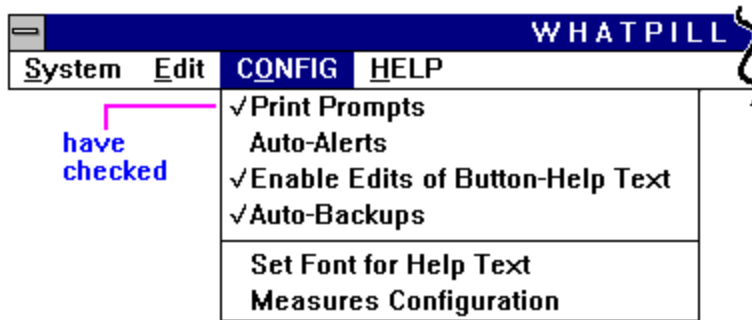 WHATPILL
System Edit CONFIG HELP
√Print Prompts
have
checked
Auto-Alerts
√Enable Edits of Button-Help Text
√Auto-Backups
Set Font for Help Text
Measures Configuration